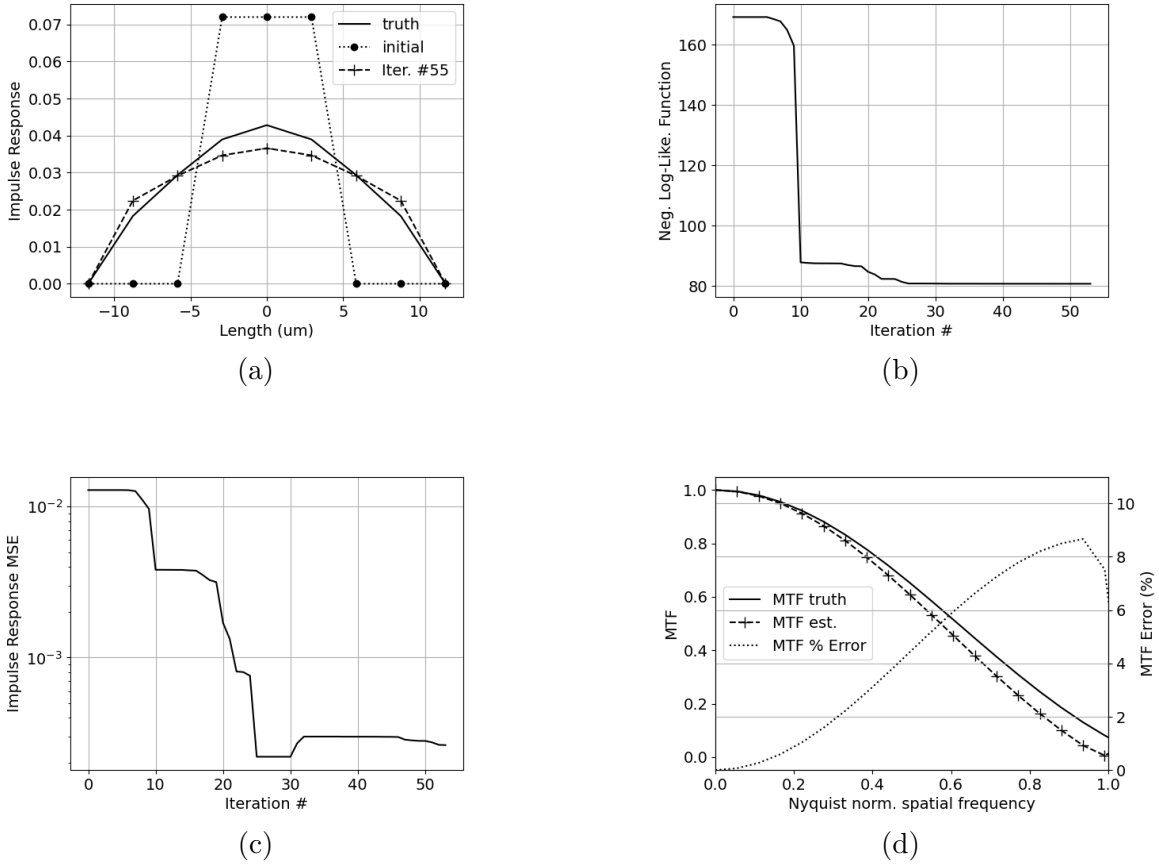 0.07
0.06
0.05
0.04
0.03
0.02
0.01
0.00
Impulse Response
truth
initial
Iter. #55
−10
−5
0
5
10
Length (um)
(a)
160
140
120
100
80
Neg. Log-Like. Function
0
10
20
30
40
50
Iteration #
(b)
10⁻²
10⁻³
Impulse Response MSE
0
10
20
30
40
50
Iteration #
(c)
1.0
0.8
0.6
0.4
0.2
0.0
MTF
MTF truth
MTF est.
MTF % Error
10
8
6
4
2
0
MTF Error (%)
0.0
0.2
0.4
0.6
0.8
1.0
Nyquist norm. spatial frequency
(d)